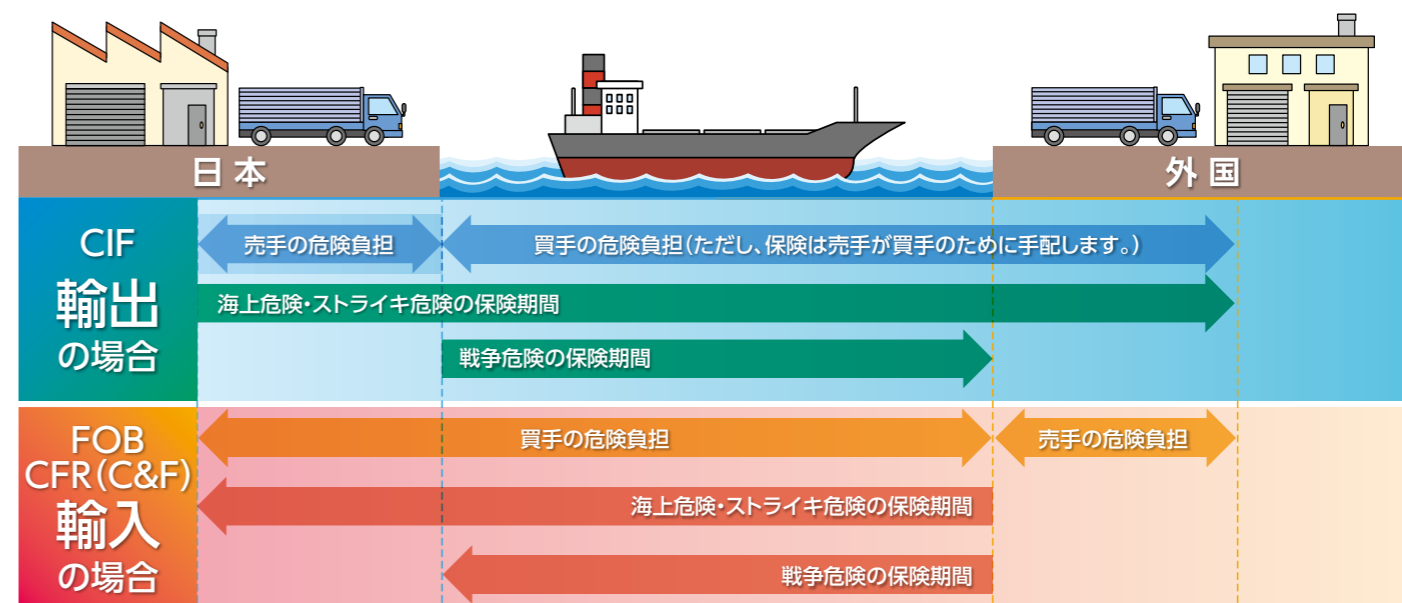 日本
外国
CIF
輸出
の場合
売手の危険負担
買手の危険負担(ただし、保険は売手が買手のために手配します。)
海上危険・ストライキ危険の保険期間
戦争危険の保険期間
FOB
CFR(C&F)
輸入
の場合
買手の危険負担
売手の危険負担
海上危険・ストライキ危険の保険期間
戦争危険の保険期間